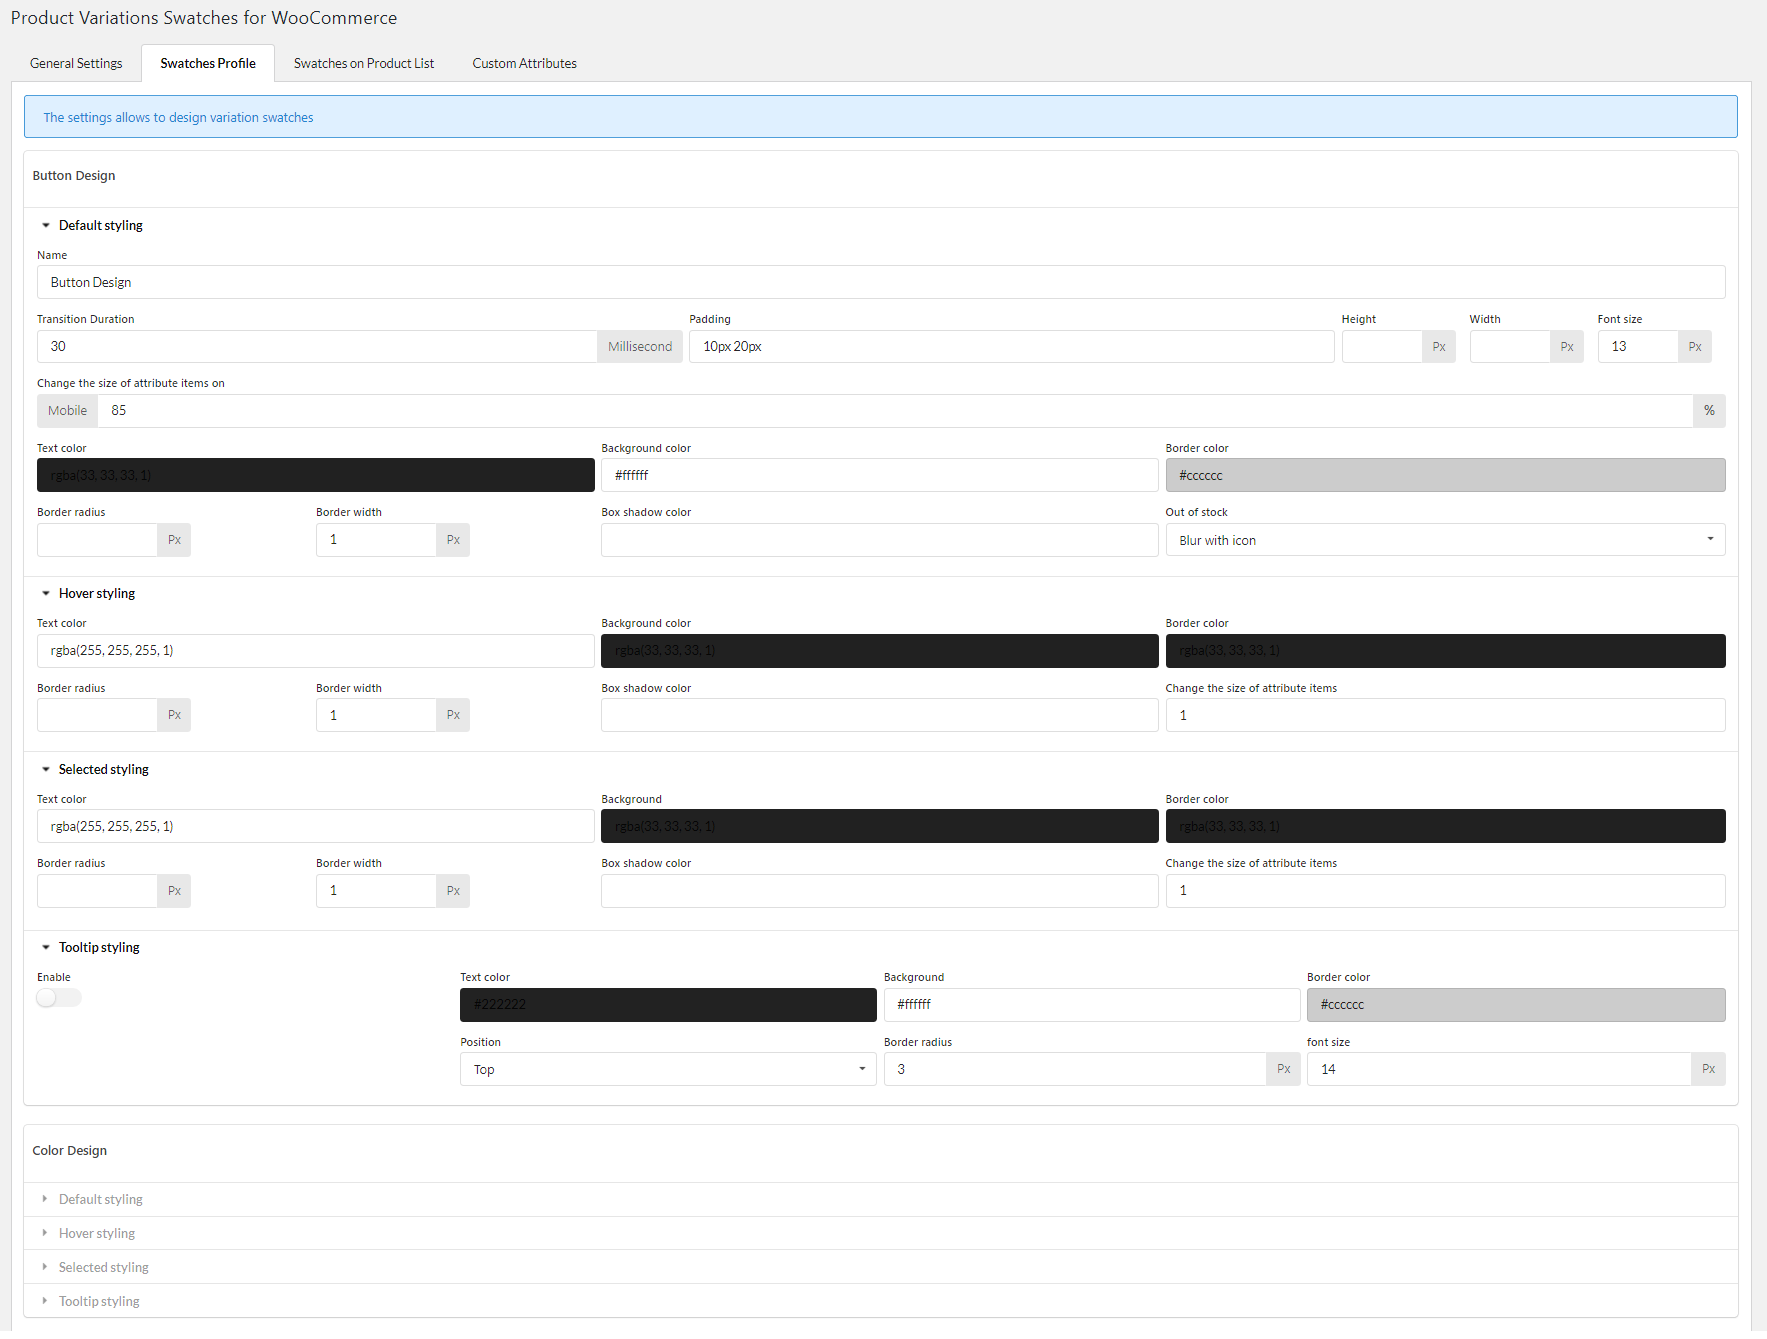 Product Variations Swatches for WooCommerce
General Settings Swatches Profile Swatches on Product List Custom Attributes
The settings allows to design variation swatches
Button Design
Default styling
Name
Button Design
Transition Duration Padding Height Width Font size
30 Millisecond 10px 20px Px Px 13 Px
Change the size of attribute items on
Mobile 85 %
Text color Background color Border color
rgba(33, 33, 33, 1) #ffffff #cccccc
Border radius Border width Box shadow color Out of stock
Px 1 Px Blur with icon
Hover styling
Text color Background color Border color
rgba(255, 255, 255, 1) rgba(33, 33, 33, 1) rgba(33, 33, 33, 1)
Border radius Border width Box shadow color Change the size of attribute items
Px 1 Px 1
Selected styling
Text color Background Border color
rgba(255, 255, 255, 1) rgba(33, 33, 33, 1) rgba(33, 33, 33, 1)
Border radius Border width Box shadow color Change the size of attribute items
Px 1 Px 1
Tooltip styling
Enable Text color Background Border color
#222222 #ffffff #cccccc
Position Border radius font size
Top 3 Px 14 Px
Color Design
Default styling
Hover styling
Selected styling
Tooltip styling